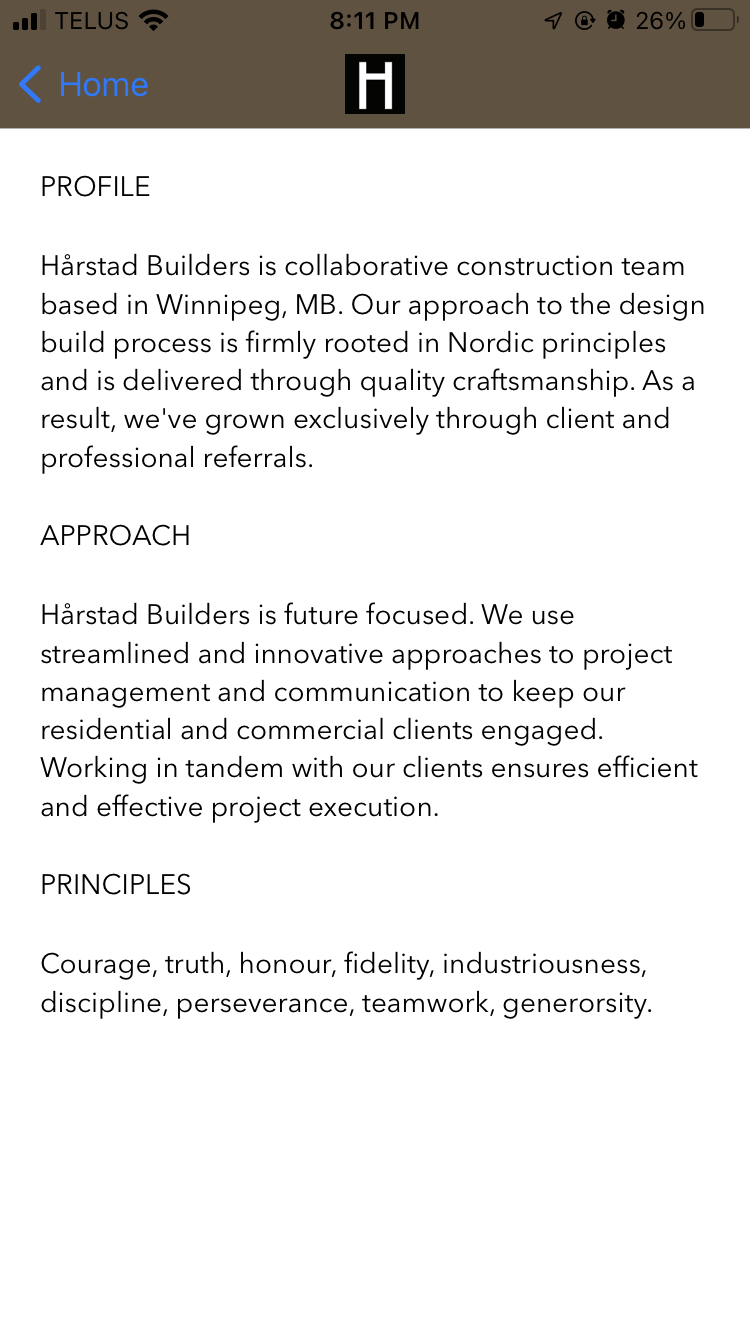 TELUS 8:11 PM 26%
Home H
PROFILE
Hårstad Builders is collaborative construction team
based in Winnipeg, MB. Our approach to the design
build process is firmly rooted in Nordic principles
and is delivered through quality craftsmanship. As a
result, we've grown exclusively through client and
professional referrals.
APPROACH
Hårstad Builders is future focused. We use
streamlined and innovative approaches to project
management and communication to keep our
residential and commercial clients engaged.
Working in tandem with our clients ensures efficient
and effective project execution.
PRINCIPLES
Courage, truth, honour, fidelity, industriousness,
discipline, perseverance, teamwork, generorsity.